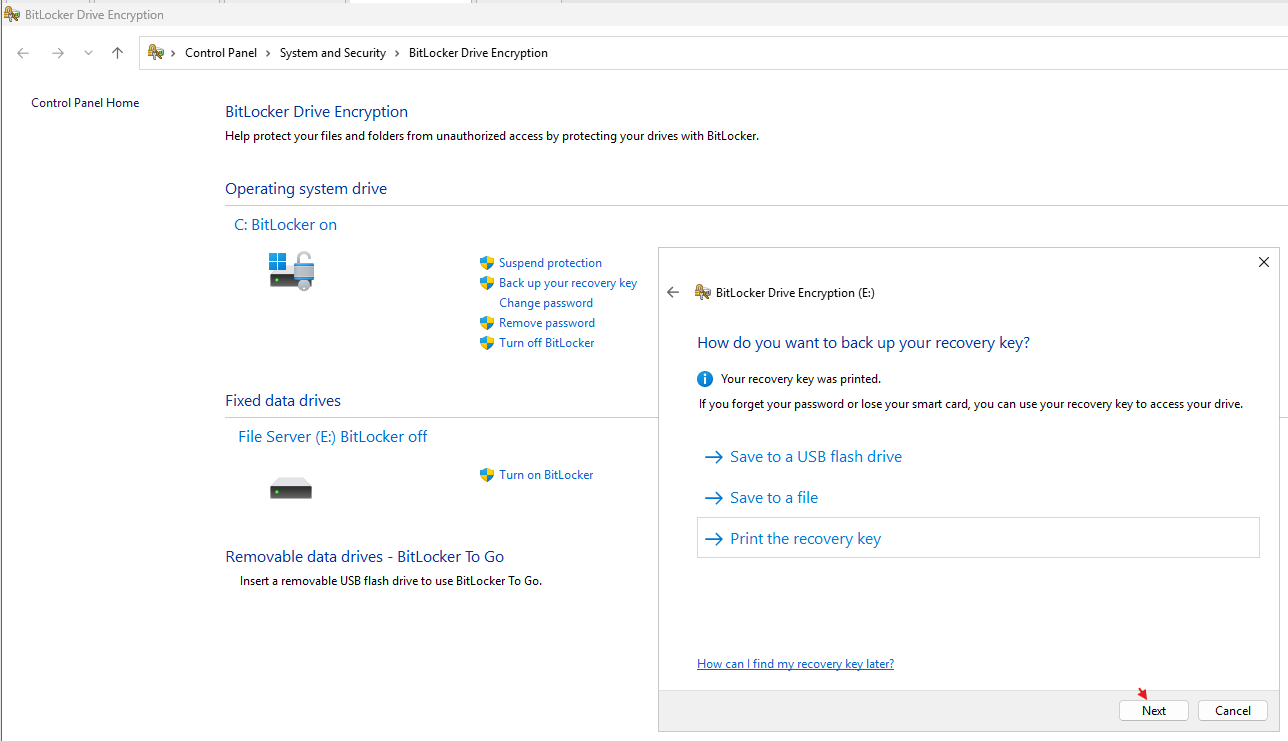 BitLocker Drive Encryption
Control Panel > System and Security > BitLocker Drive Encryption
Control Panel Home
BitLocker Drive Encryption
Help protect your files and folders from unauthorized access by protecting your drives with BitLocker.
Operating system drive
C: BitLocker on
Suspend protection
Back up your recovery key
Change password
Remove password
Turn off BitLocker
Fixed data drives
File Server (E:) BitLocker off
Turn on BitLocker
Removable data drives - BitLocker To Go
Insert a removable USB flash drive to use BitLocker To Go.
BitLocker Drive Encryption (E:)
How do you want to back up your recovery key?
Your recovery key was printed.
If you forget your password or lose your smart card, you can use your recovery key to access your drive.
Save to a USB flash drive
Save to a file
Print the recovery key
How can I find my recovery key later?
Next
Cancel